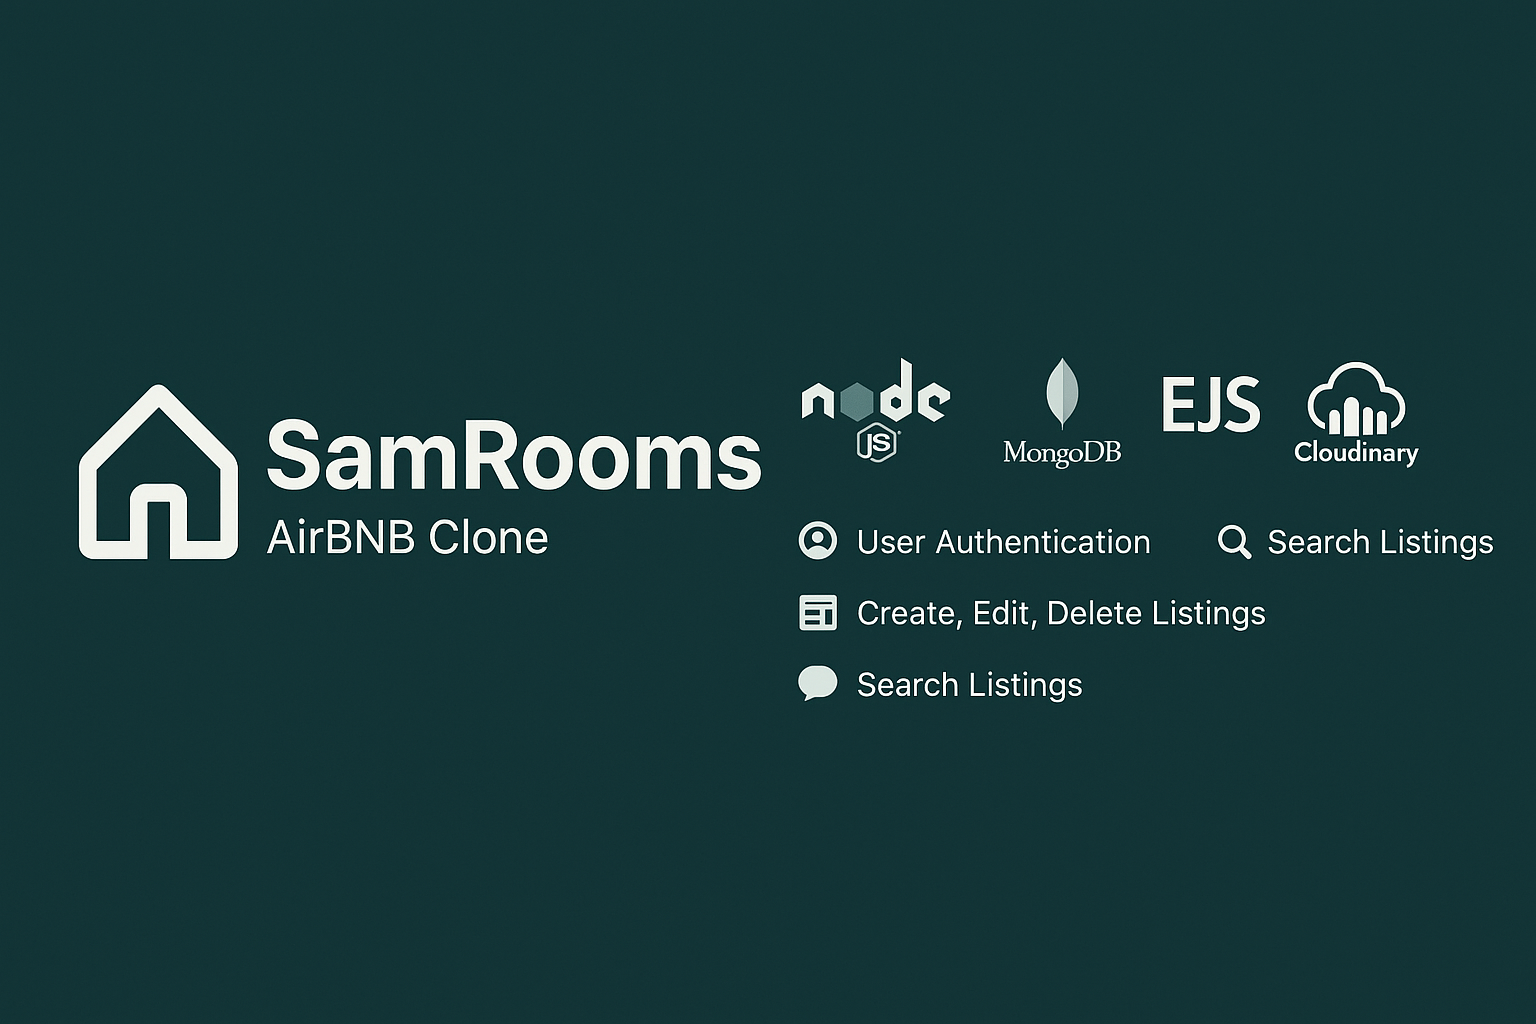 SamRooms
AirBNB Clone
node
JS
MongoDB
EJS
Cloudinary
User Authentication
Search Listings
Create, Edit, Delete Listings
Search Listings